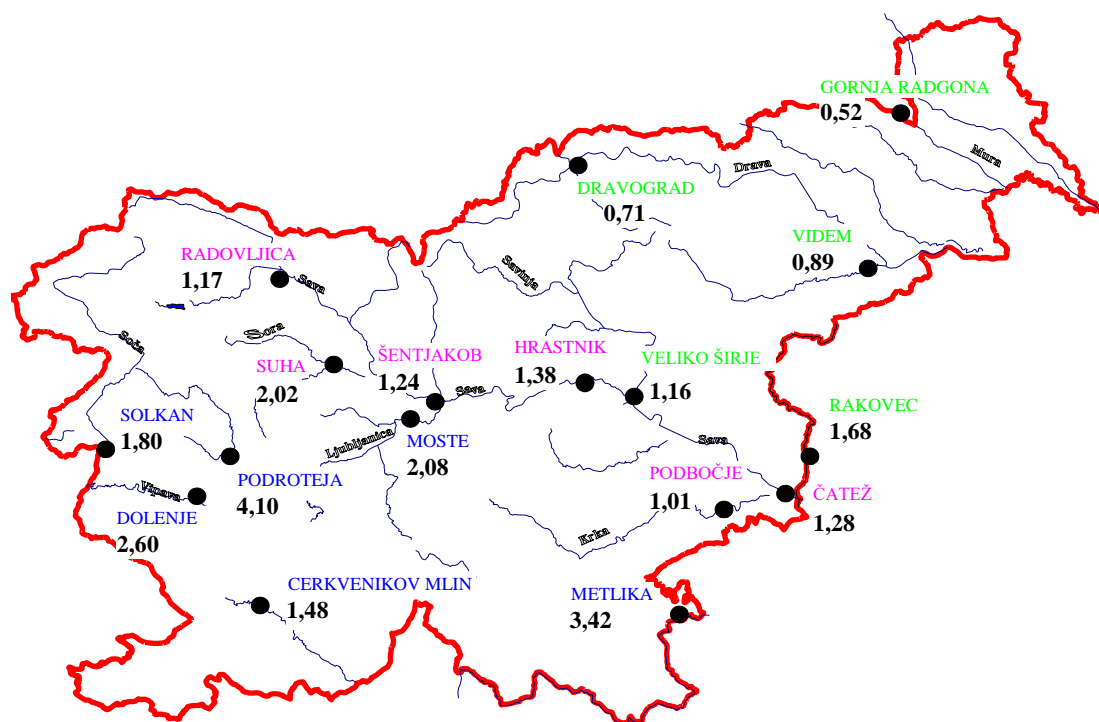 GORNJA RADGONA
0,52
Mura
Drava
DRAVOGRAD
0,71
VIDEM
0,89
RADOVLJICA
1,17
Sava
Savinja
Soča
Sora
SUHA
2,02
ŠENTJAKOB
1,24
Sava
HRASTNIK
1,38
VELIKO ŠIRJE
1,16
SOLKAN
1,80
Ljubljanica
MOSTE
2,08
Sava
RAKOVEC
1,68
PODROTEJA
4,10
Vipava
DOLENJE
2,60
PODBOČJE
1,01
ČATEŽ
1,28
Krka
CERKVENIKOV MLIN
1,48
METLIKA
3,42